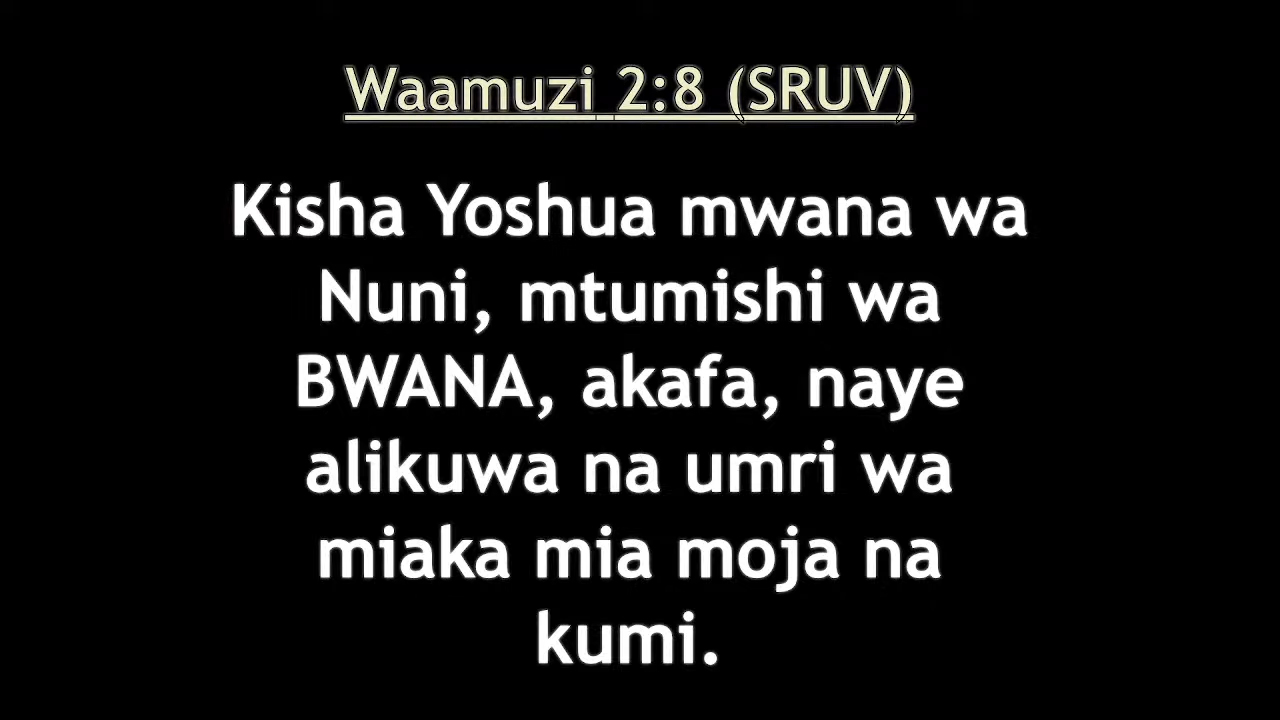 Waamuzi 2:8 (SRUV)
Kisha Yoshua mwana wa
Nuni, mtumishi wa
BWANA, akafa, naye
alikuwa na umri wa
miaka mia moja na
kumi.